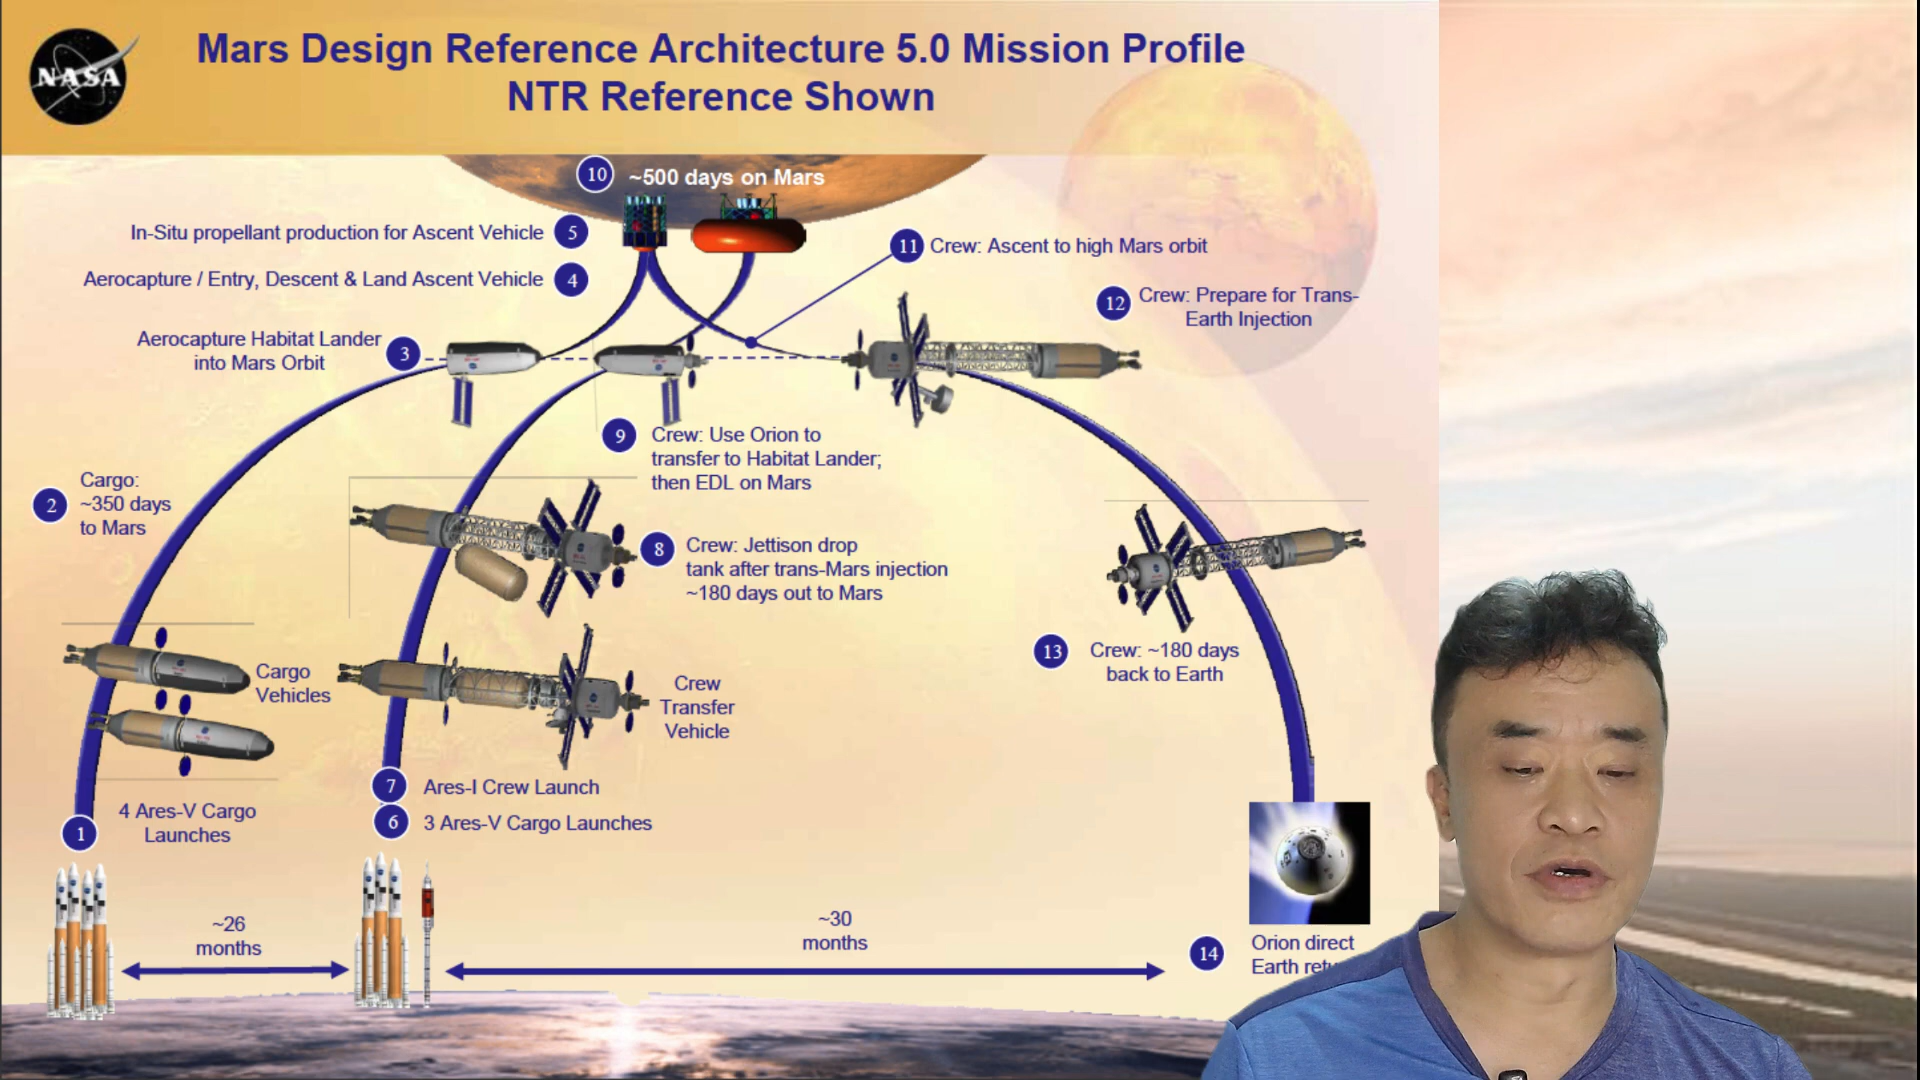 NASA
Mars Design Reference Architecture 5.0 Mission Profile
NTR Reference Shown
10
~500 days on Mars
In-Situ propellant production for Ascent Vehicle
5
Aerocapture / Entry, Descent & Land Ascent Vehicle
4
11
Crew: Ascent to high Mars orbit
12
Crew: Prepare for Trans-
Earth Injection
Aerocapture Habitat Lander
into Mars Orbit
3
9
Crew: Use Orion to
transfer to Habitat Lander;
then EDL on Mars
2
Cargo:
~350 days
to Mars
8
Crew: Jettison drop
tank after trans-Mars injection
~180 days out to Mars
13
Crew: ~180 days
back to Earth
Cargo
Vehicles
Crew
Transfer
Vehicle
7
Ares-I Crew Launch
6
3 Ares-V Cargo Launches
1
4 Ares-V Cargo
Launches
~26
months
~30
months
14
Orion direct
Earth